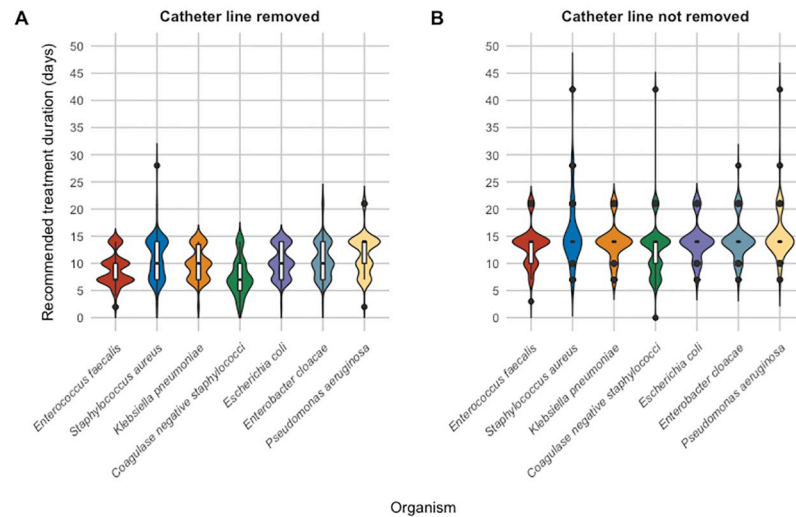 A
Catheter line removed
Recommended treatment duration (days)
50
45
40
35
30
25
20
15
10
5
0
Enterococcus faecalis
Staphylococcus aureus
Klebsiella pneumoniae
Coagulase negative staphylococci
Escherichia coli
Enterobacter cloacae
Pseudomonas aeruginosa
B
Catheter line not removed
50
45
40
35
30
25
20
15
10
5
0
Enterococcus faecalis
Staphylococcus aureus
Klebsiella pneumoniae
Coagulase negative staphylococci
Escherichia coli
Enterobacter cloacae
Pseudomonas aeruginosa
Organism